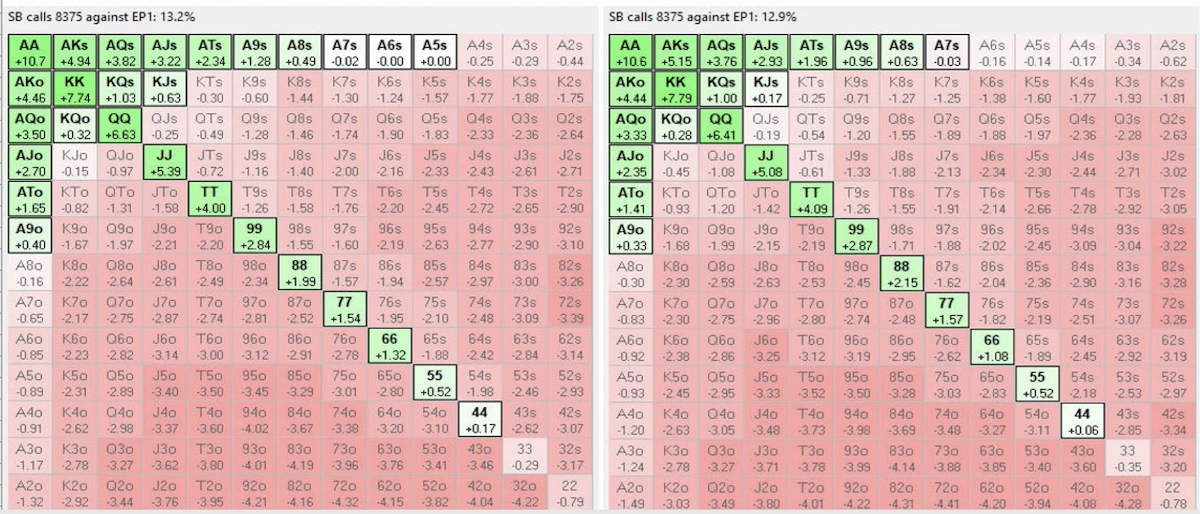 SB calls 8375 against EP1: 13.2%
AA AKs AQs AJs ATs A9s A8s A7s A6s A5s A4s A3s A2s
+10.7 +4.94 +3.82 +3.22 +2.34 +1.28 +0.49 -0.02 -0.00 +0.00 -0.25 -0.29 -0.44
AKo KK KQs KJs KTs K9s K8s K7s K6s K5s K4s K3s K2s
+4.46 +7.74 +1.03 +0.63 -0.30 -0.60 -1.44 -1.30 -1.24 -1.57 -1.77 -1.88 -1.75
AQo KQo QQ QJs QTs Q9s Q8s Q7s Q6s Q5s Q4s Q3s Q2s
+3.50 +0.32 +6.63 -0.25 -0.49 -1.28 -1.46 -1.74 -1.90 -1.83 -2.33 -2.36 -2.64
AJo KJo QJo JJ JTs J9s J8s J7s J6s J5s J4s J3s J2s
+2.70 -0.15 -0.97 +5.39 -0.72 -1.16 -1.40 -2.00 -2.16 -2.33 -2.43 -2.61 -2.71
ATo KTo QTo JTo TT T9s T8s T7s T6s T5s T4s T3s T2s
+1.65 -0.82 -1.31 -1.58 +4.00 -1.26 -1.58 -1.76 -2.20 -2.45 -2.72 -2.65 -2.90
A9o K9o Q9o J9o T9o 99 98s 97s 96s 95s 94s 93s 92s
+0.40 -1.67 -1.97 -2.21 -2.20 +2.84 -1.55 -1.60 -2.19 -2.63 -2.77 -2.90 -3.10
A8o K8o Q8o J8o T8o 98o 88 87s 86s 85s 84s 83s 82s
-0.16 -2.22 -2.64 -2.61 -2.49 -2.34 +1.99 -1.57 -1.94 -2.57 -2.97 -3.00 -3.26
A7o K7o Q7o J7o T7o 97o 87o 77 76s 75s 74s 73s 72s
-0.65 -2.17 -2.75 -2.87 -2.74 -2.81 -2.52 +1.54 -1.95 -2.10 -2.48 -3.09 -3.39
A6o K6o Q6o J6o T6o 96o 86o 76o 66 65s 64s 63s 62s
-0.85 -2.23 -2.82 -3.14 -3.00 -3.12 -2.91 -2.78 +1.32 -1.88 -2.42 -2.84 -3.14
A5o K5o Q5o J5o T5o 95o 85o 75o 65o 55 54s 53s 52s
-0.89 -2.31 -2.89 -3.40 -3.50 -3.45 -3.29 -3.01 -2.80 +0.52 -1.98 -2.46 -2.93
A4o K4o Q4o J4o T4o 94o 84o 74o 64o 54o 44 43s 42s
-0.91 -2.62 -2.98 -3.37 -3.60 -4.02 -3.67 -3.38 -3.20 -3.10 +0.17 -2.62 -3.07
A3o K3o Q3o J3o T3o 93o 83o 73o 63o 53o 43o 33 32s
-1.17 -2.78 -3.27 -3.62 -3.80 -4.01 -4.19 -3.96 -3.76 -3.41 -3.46 -0.29 -3.17
A2o K2o Q2o J2o T2o 92o 82o 72o 62o 52o 42o 32o 22
-1.32 -2.92 -3.44 -3.76 -3.95 -4.21 -4.16 -4.32 -4.15 -3.82 -4.04 -4.22 -0.79
SB calls 8375 against EP1: 12.9%
AA AKs AQs AJs ATs A9s A8s A7s A6s A5s A4s A3s A2s
+10.6 +5.15 +3.76 +2.93 +1.96 +0.96 +0.63 -0.03 -0.16 -0.14 -0.17 -0.34 -0.62
AKo KK KQs KJs KTs K9s K8s K7s K6s K5s K4s K3s K2s
+4.44 +7.79 +1.00 +0.17 -0.25 -0.71 -1.27 -1.25 -1.38 -1.60 -1.77 -1.93 -1.81
AQo KQo QQ QJs QTs Q9s Q8s Q7s Q6s Q5s Q4s Q3s Q2s
+3.33 +0.28 +6.41 -0.19 -0.54 -1.20 -1.55 -1.89 -1.88 -1.97 -2.36 -2.28 -2.63
AJo KJo QJo JJ JTs J9s J8s J7s J6s J5s J4s J3s J2s
+2.35 -0.45 -1.08 +5.08 -0.61 -1.33 -1.88 -2.13 -2.34 -2.30 -2.44 -2.71 -3.02
ATo KTo QTo JTo TT T9s T8s T7s T6s T5s T4s T3s T2s
+1.41 -0.93 -1.20 -1.42 +4.09 -1.26 -1.55 -1.91 -2.14 -2.66 -2.78 -2.92 -3.05
A9o K9o Q9o J9o T9o 99 98s 97s 96s 95s 94s 93s 92s
+0.33 -1.68 -1.99 -2.15 -2.19 +2.87 -1.71 -1.88 -2.02 -2.45 -3.09 -3.04 -3.22
A8o K8o Q8o J8o T8o 98o 88 87s 86s 85s 84s 83s 82s
-0.30 -2.30 -2.59 -2.63 -2.53 -2.45 +2.15 -1.62 -2.04 -2.36 -2.90 -3.16 -3.28
A7o K7o Q7o J7o T7o 97o 87o 77 76s 75s 74s 73s 72s
-0.83 -2.30 -2.75 -2.96 -2.80 -2.74 -2.48 +1.57 -1.82 -2.19 -2.51 -3.07 -3.26
A6o K6o Q6o J6o T6o 96o 86o 76o 66 65s 64s 63s 62s
-0.92 -2.38 -2.86 -3.25 -3.12 -3.19 -2.95 -2.62 +1.08 -1.89 -2.45 -2.92 -3.19
A5o K5o Q5o J5o T5o 95o 85o 75o 65o 55 54s 53s 52s
-0.93 -2.45 -2.95 -3.33 -3.52 -3.50 -3.28 -3.03 -2.83 +0.52 -2.18 -2.53 -2.97
A4o K4o Q4o J4o T4o 94o 84o 74o 64o 54o 44 43s 42s
-1.20 -2.63 -3.05 -3.48 -3.73 -3.98 -3.69 -3.48 -3.27 -3.11 +0.06 -2.85 -3.34
A3o K3o Q3o J3o T3o 93o 83o 73o 63o 53o 43o 33 32s
-1.24 -2.78 -3.27 -3.71 -3.78 -3.99 -4.14 -3.88 -3.85 -3.40 -3.60 -0.35 -3.20
A2o K2o Q2o J2o T2o 92o 82o 72o 62o 52o 42o 32o 22
-1.49 -3.03 -3.49 -3.80 -4.01 -4.22 -4.31 -4.41 -4.20 -3.94 -4.08 -4.28 -0.78